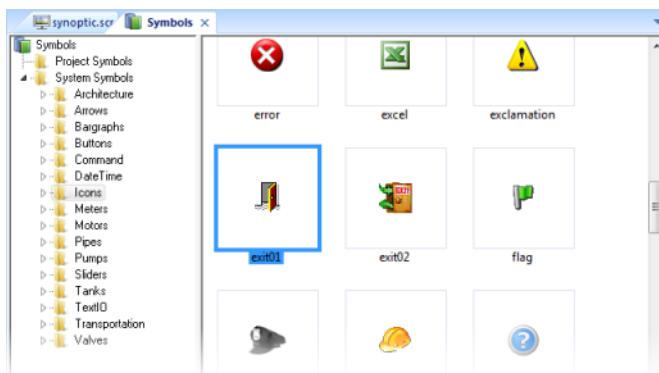 synoptic.scr
Symbols
Symbols
Project Symbols
System Symbols
Architecture
Arrows
Bargraphs
Buttons
Command
DateTime
Icons
Meters
Motors
Pipes
Pumps
Sliders
Tanks
TextIO
Transportation
Valves
error excel exclamation
exit01 exit02 flag